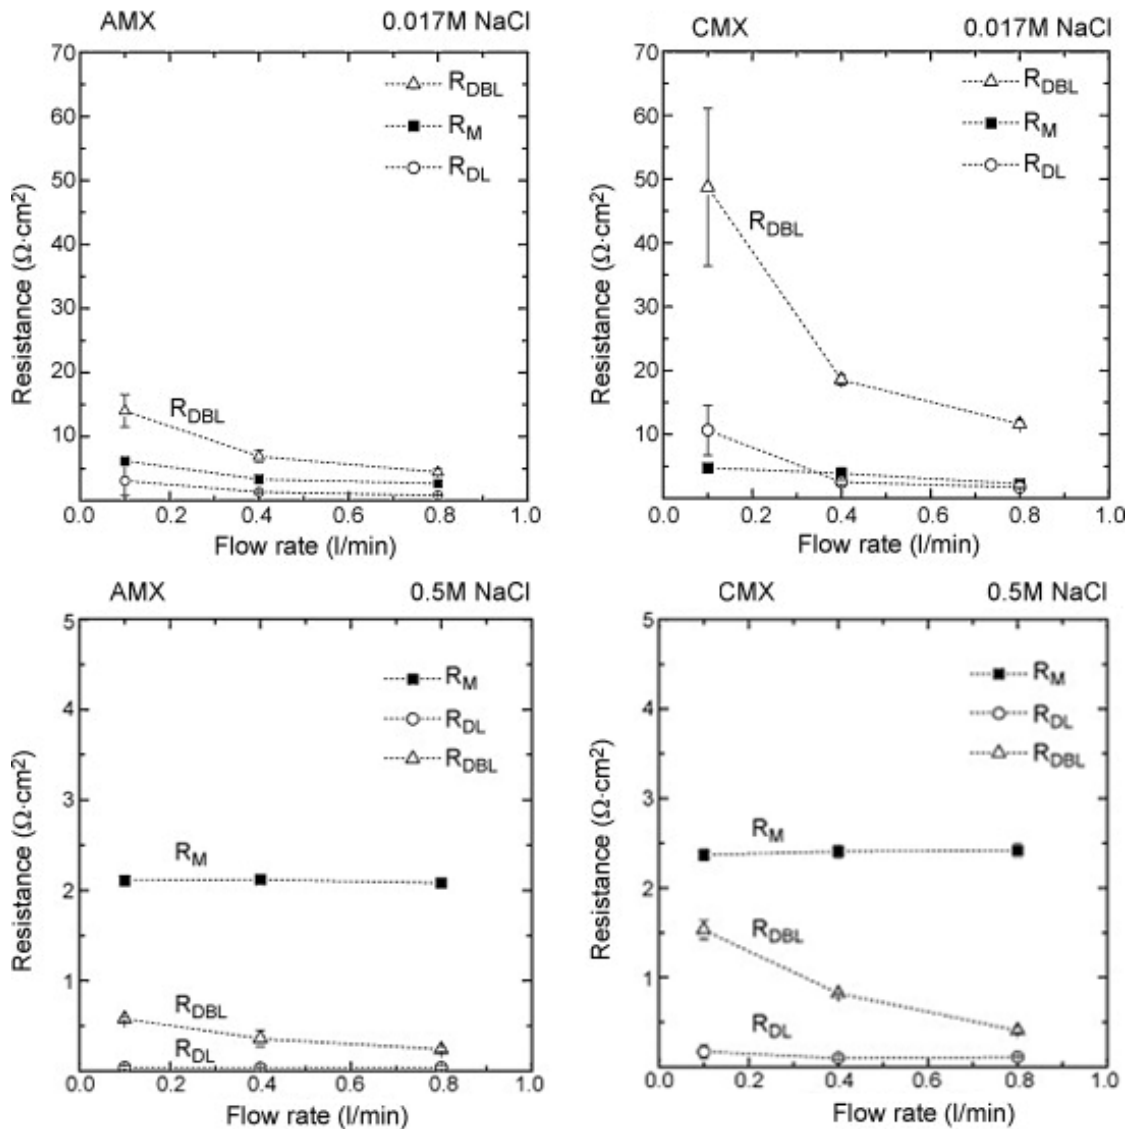 AMX 0.017M NaCl
70
60
50
40
30
20
10
0.0 0.2 0.4 0.6 0.8 1.0
Resistance (Ω·cm²)
Flow rate (l/min)
R_DBL
R_M
R_DL
R_DBL
CMX 0.017M NaCl
70
60
50
40
30
20
10
0.0 0.2 0.4 0.6 0.8 1.0
Resistance (Ω·cm²)
Flow rate (l/min)
R_DBL
R_M
R_DL
R_DBL
AMX 0.5M NaCl
5
4
3
2
1
0.0 0.2 0.4 0.6 0.8 1.0
Resistance (Ω·cm²)
Flow rate (l/min)
R_M
R_DL
R_DBL
R_M
R_DBL
R_DL
CMX 0.5M NaCl
5
4
3
2
1
0.0 0.2 0.4 0.6 0.8 1.0
Resistance (Ω·cm²)
Flow rate (l/min)
R_M
R_DL
R_DBL
R_M
R_DBL
R_DL